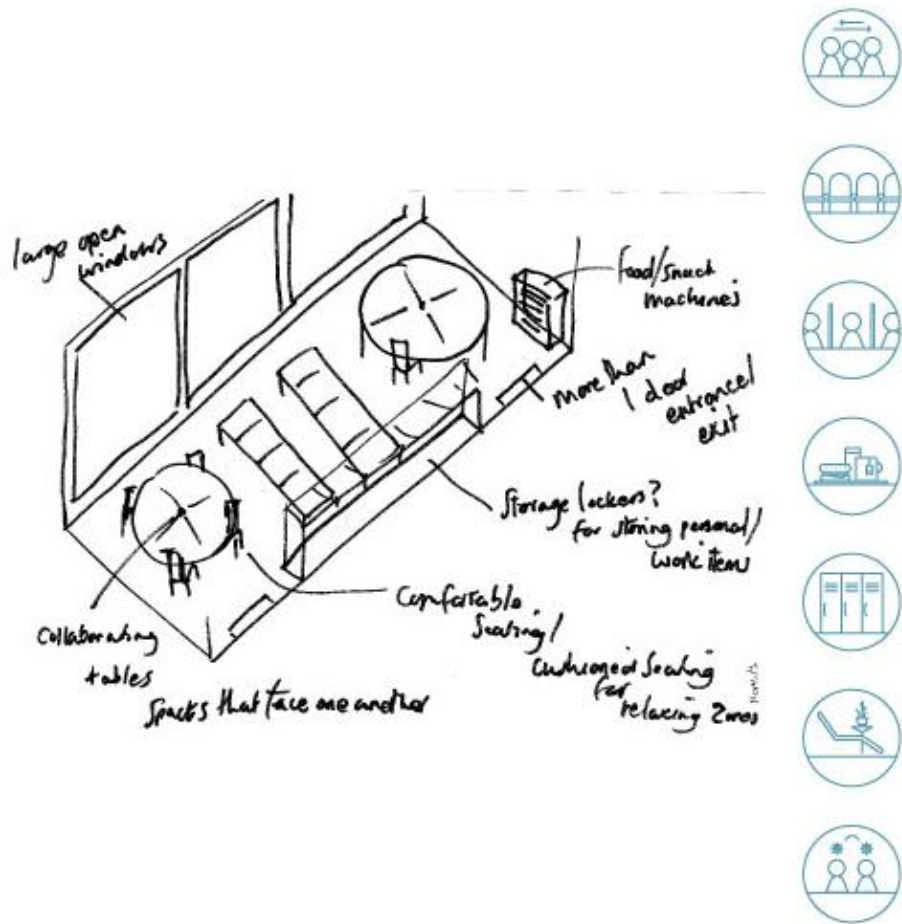 large open
windows
food/snack
machines
more than
1 door
entrance/
exit
Storage lockers?
for storing personal/
work items
Comfortable
Seating/
cushioned seating
for
relaxing zones
Collaborating
tables
Spaces that face one another